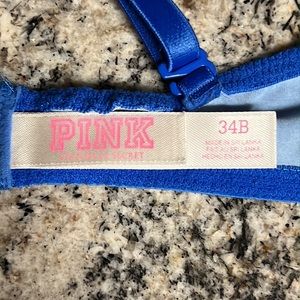 PINK
VICTORIA'S SECRET
34B
MADE IN SRI LANKA
FAIT AU SRI LANKA
HECHO EN SRI LANKA